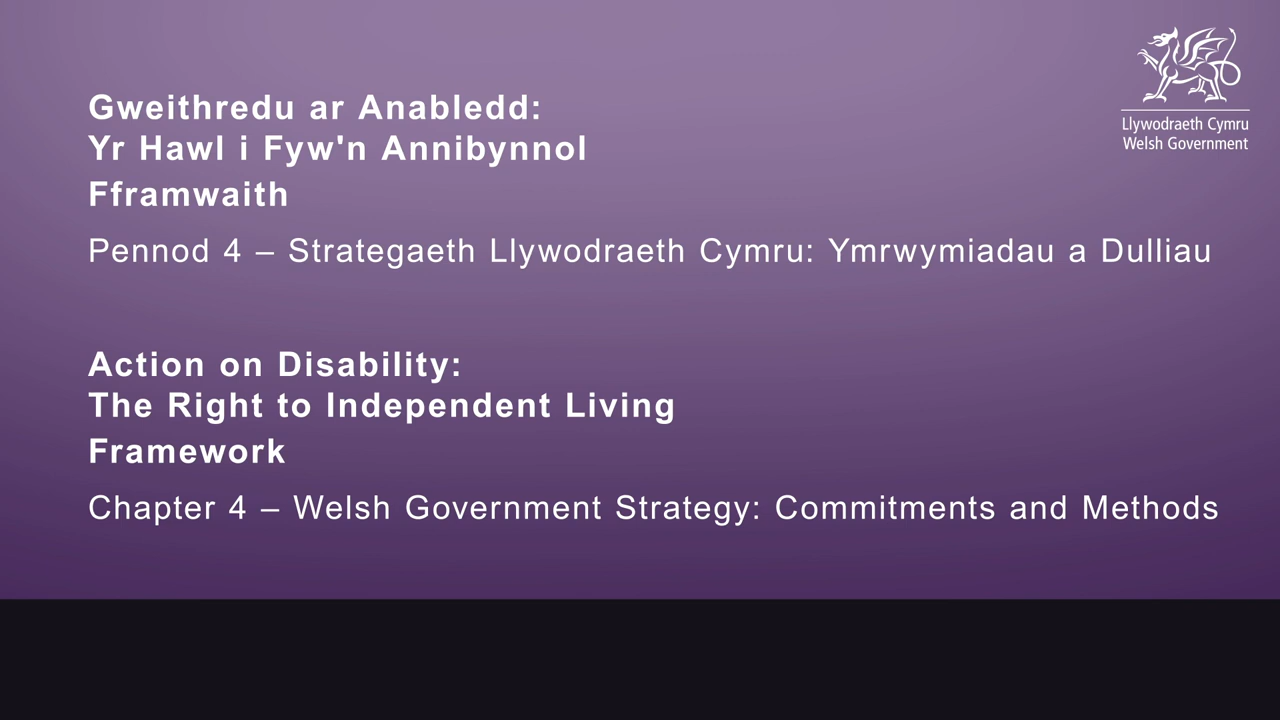 Gweithredu ar Anabledd:
Yr Hawl i Fyw'n Annibynnol
Fframwaith
Pennod 4 – Strategaeth Llywodraeth Cymru: Ymrwymiadau a Dulliau
Action on Disability:
The Right to Independent Living
Framework
Chapter 4 – Welsh Government Strategy: Commitments and Methods
Llywodraeth Cymru
Welsh Government